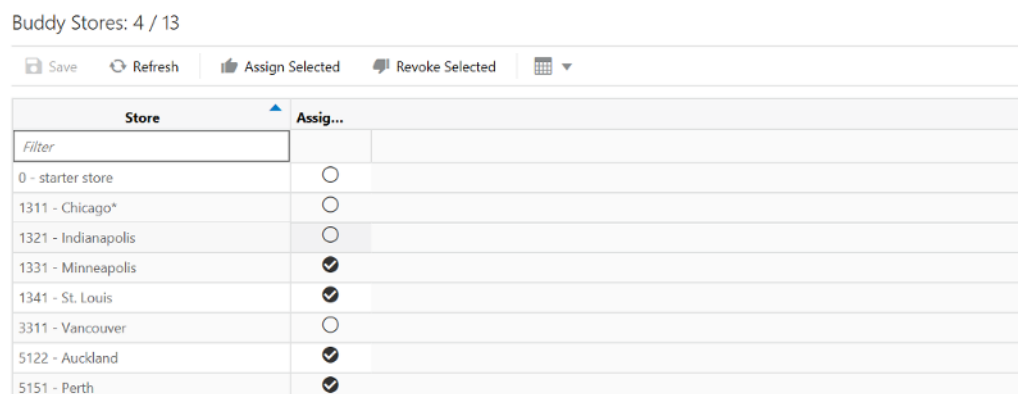 Buddy Stores: 4 / 13
Save Refresh Assign Selected Revoke Selected
Store Assig...
Filter
0 - starter store
1311 - Chicago*
1321 - Indianapolis
1331 - Minneapolis
1341 - St. Louis
3311 - Vancouver
5122 - Auckland
5151 - Perth